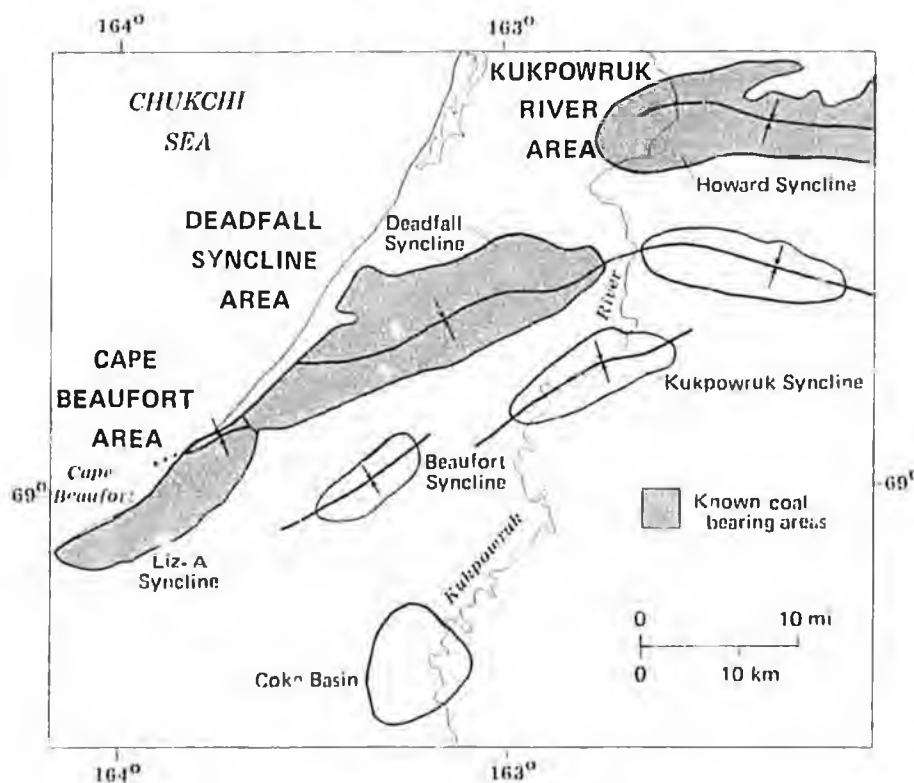 164°
163°
CHUKCHI
SEA
KUKPOWRUK
RIVER
AREA
Howard Syncline
DEADFALL
SYNCLINE
AREA
Deadfall
Syncline
River
CAPE
BEAUFORT
AREA
Kukpowruk Syncline
Cape
Beaufort
69°
69°
Beaufort
Syncline
Known coal
bearing areas
Liz-A
Syncline
Kukpowruk
0 10 mi
0 10 km
Coke Basin
164°
163°